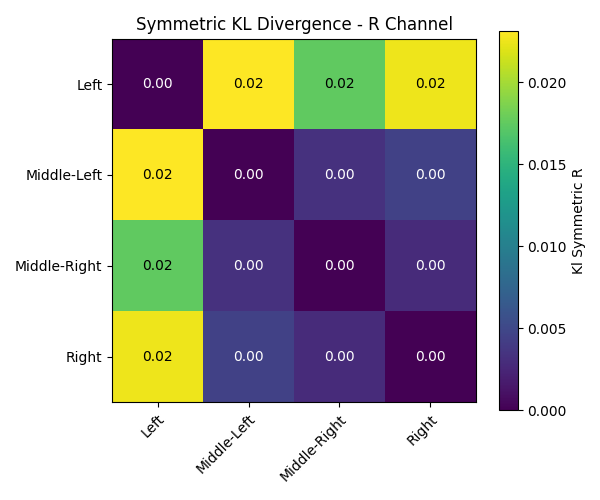 Symmetric KL Divergence - R Channel
Left
0.00 0.02 0.02 0.02
Middle-Left
0.02 0.00 0.00 0.00
Middle-Right
0.02 0.00 0.00 0.00
Right
0.02 0.00 0.00 0.00
Left
Middle-Left
Middle-Right
Right
0.020
0.015
0.010
0.005
0.000
Kl Symmetric R